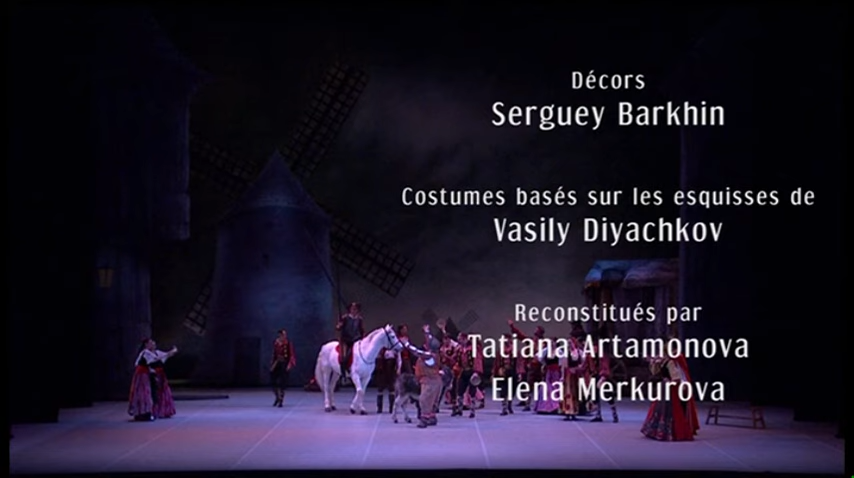 Décors
Serguey Barkhin
Costumes basés sur les esquisses de
Vasily Diyachkov
Reconstitués par
Tatiana Artamonova
Elena Merkurova